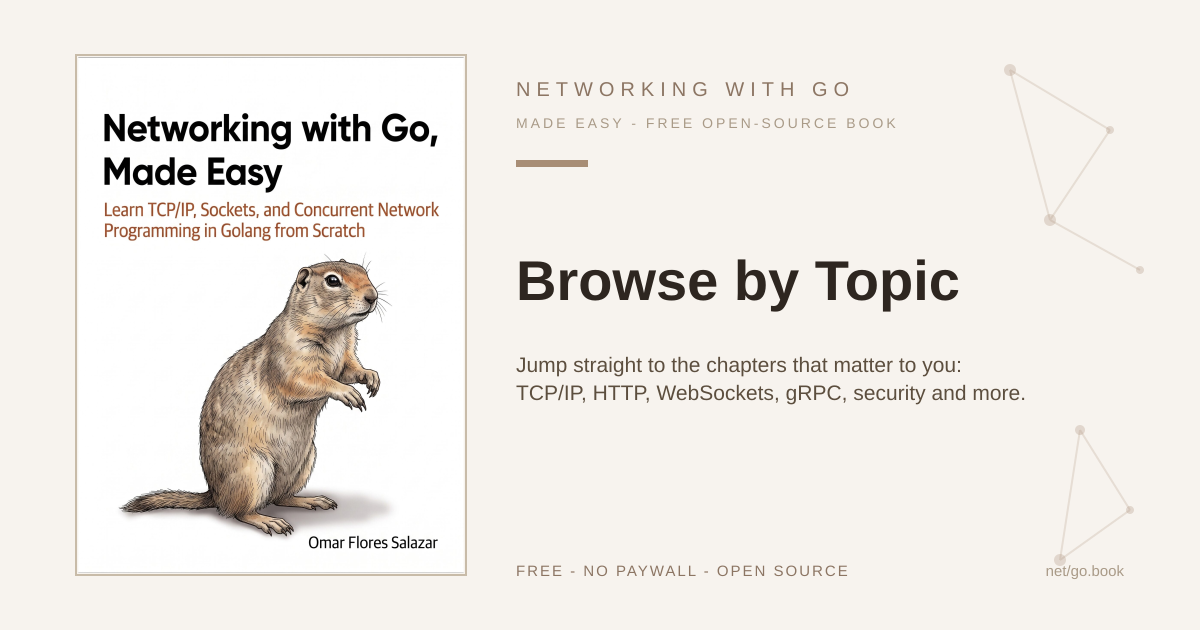 Networking with Go,
Made Easy
Learn TCP/IP, Sockets, and Concurrent Network
Programming in Golang from Scratch
Omar Flores Salazar
NETWORKING WITH GO
MADE EASY - FREE OPEN-SOURCE BOOK
Browse by Topic
Jump straight to the chapters that matter to you:
TCP/IP, HTTP, WebSockets, gRPC, security and more.
FREE - NO PAYWALL - OPEN SOURCE
net/go.book